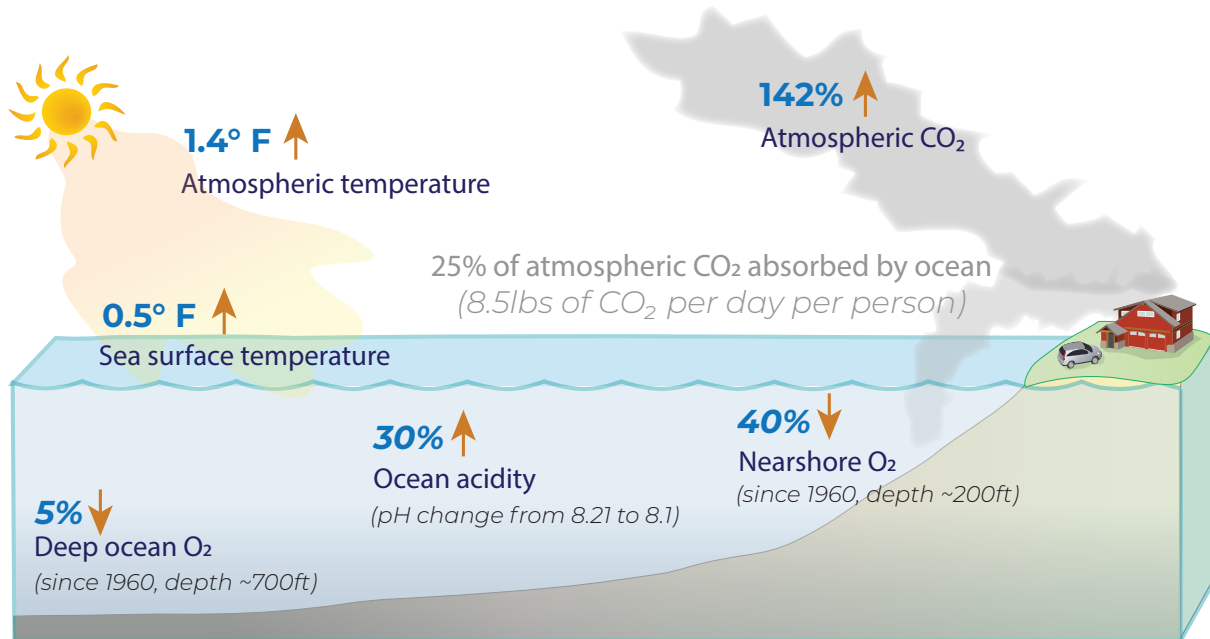 142%
Atmospheric CO₂
1.4° F
Atmospheric temperature
25% of atmospheric CO₂ absorbed by ocean
(8.5lbs of CO₂ per day per person)
0.5° F
Sea surface temperature
40%
Nearshore O₂
(since 1960, depth ~200ft)
30%
Ocean acidity
(pH change from 8.21 to 8.1)
5%
Deep ocean O₂
(since 1960, depth ~700ft)